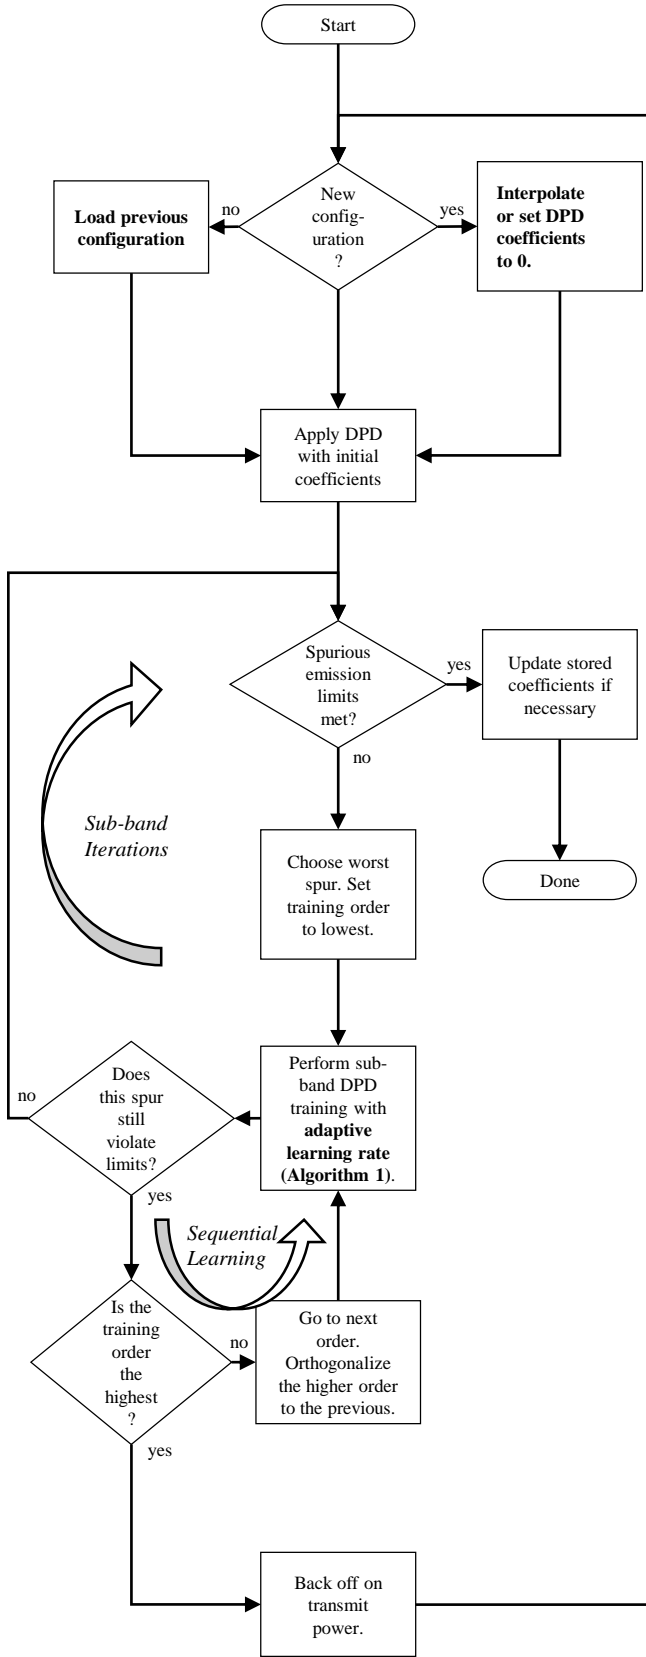 Start
New
config-
uration
?
no
yes
Load previous
configuration
Interpolate
or set DPD
coefficients
to 0.
Apply DPD
with initial
coefficients
Spurious
emission
limits
met?
yes
no
Update stored
coefficients if
necessary
Done
Sub-band
Iterations
Choose worst
spur. Set
training order
to lowest.
Perform sub-
band DPD
training with
adaptive
learning rate
(Algorithm 1).
Does
this spur
still
violate
limits?
no
yes
Sequential
Learning
Is the
training
order
the
highest
?
no
yes
Go to next
order.
Orthogonalize
the higher order
to the previous.
Back off on
transmit
power.